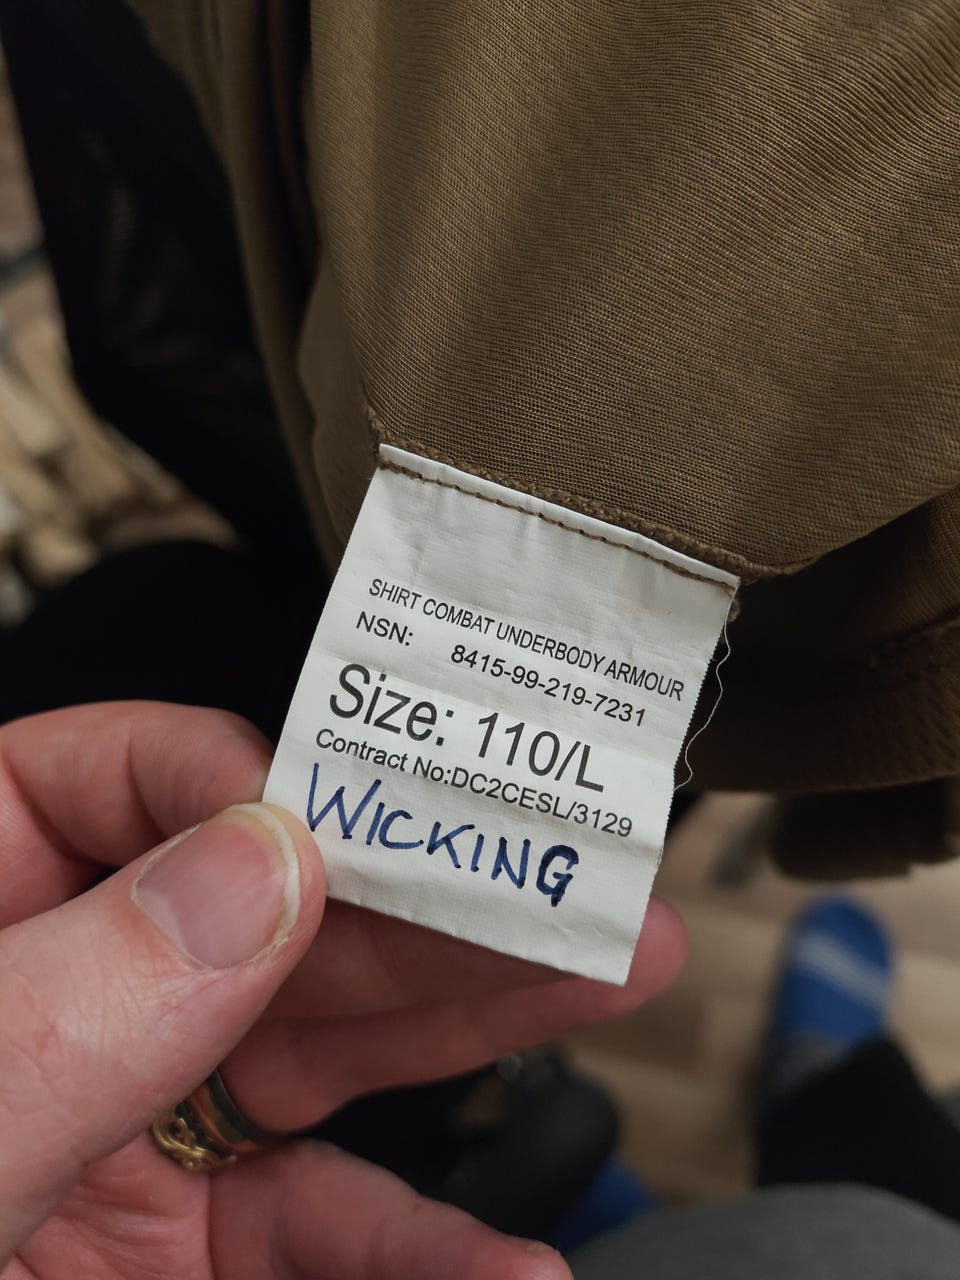 SHIRT COMBAT UNDERBODY ARMOUR
NSN: 8415-99-219-7231
Size: 110/L
Contract No:DC2CESL/3129
WICKING